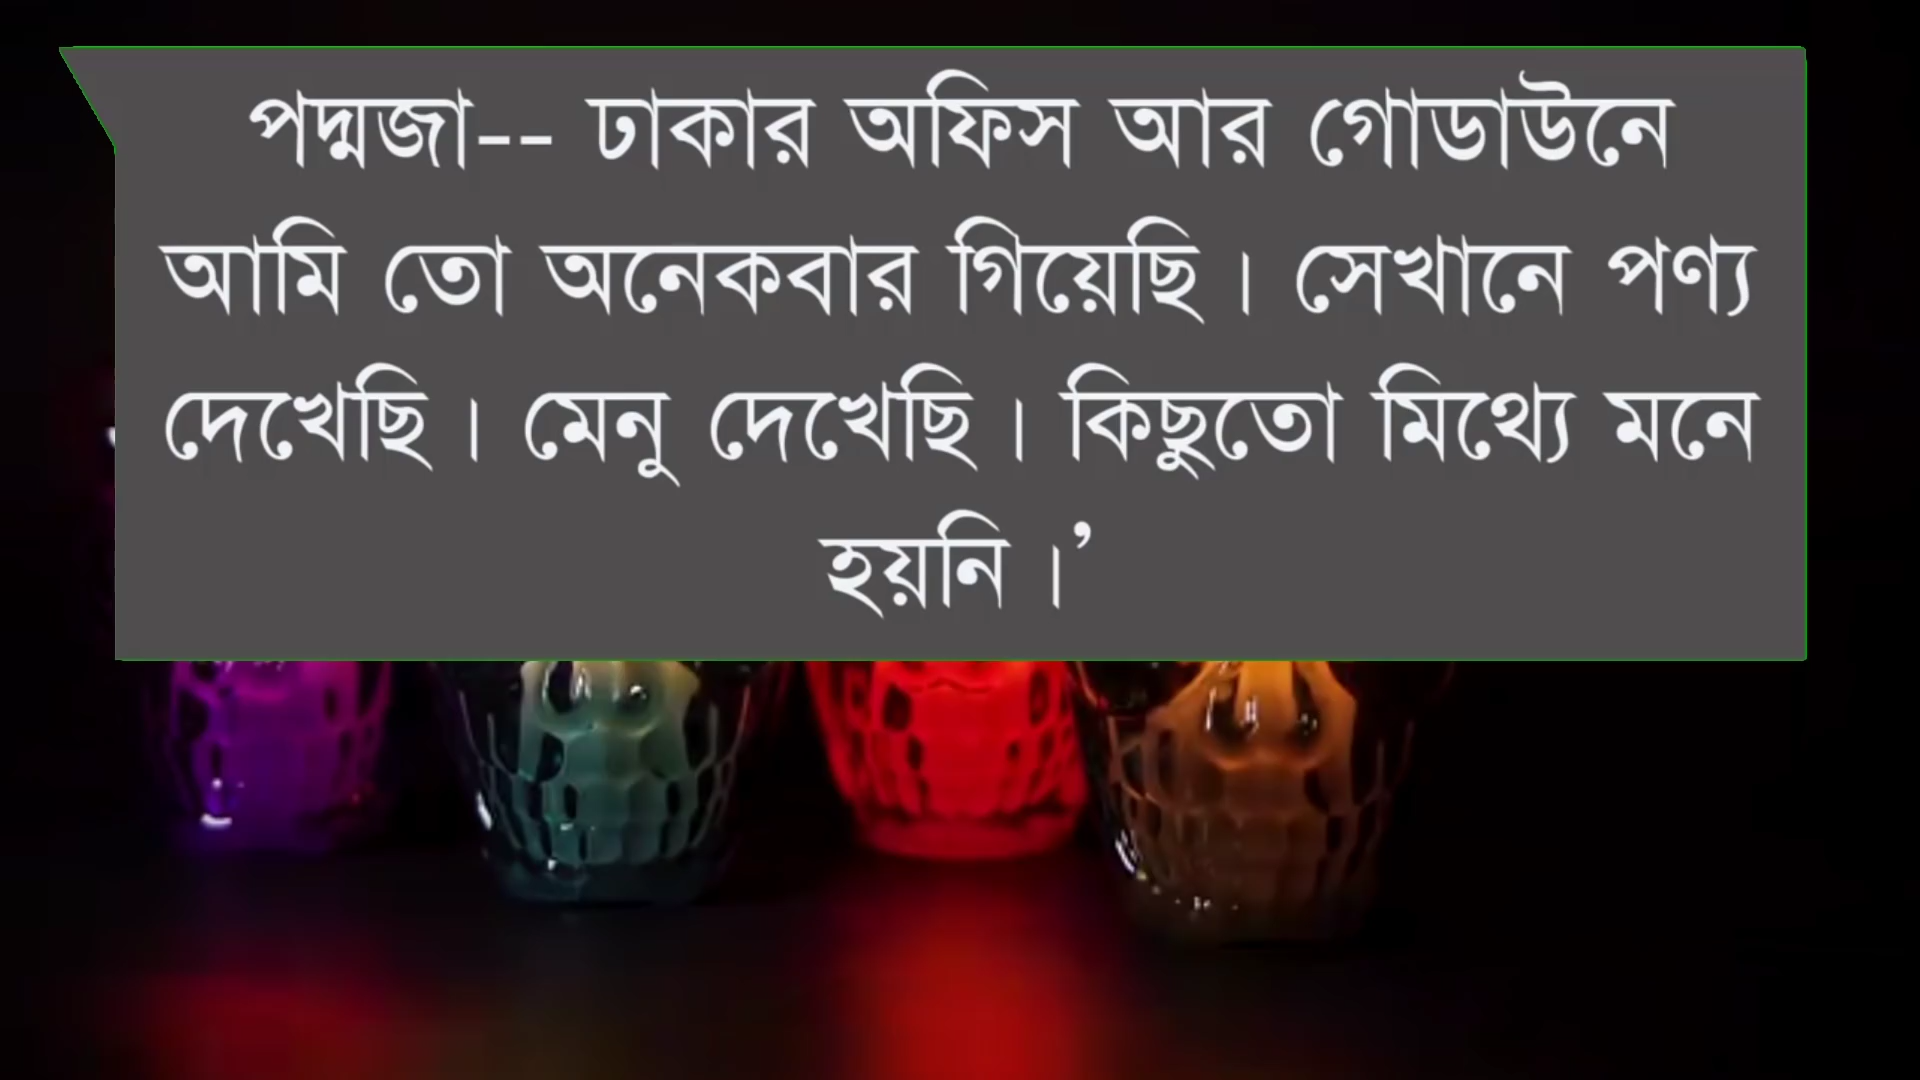 পদ্মজা-- ঢাকার অফিস আর গোডাউনে
আমি তো অনেকবার গিয়েছি। সেখানে পণ্য
দেখেছি। মেনু দেখেছি। কিছুতো মিথ্যে মনে
হয়নি।’